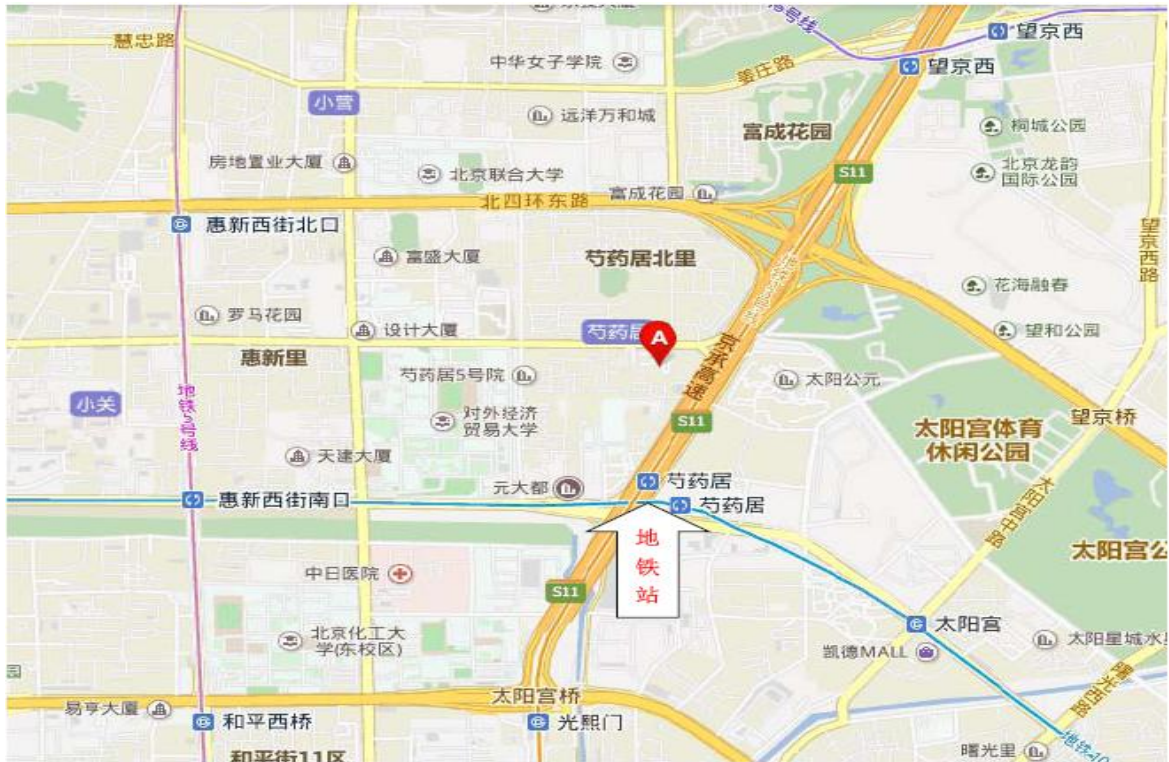 望京西
慧忠路
中华女子学院
姜庄路
望京西
小营
远洋万和城
富成花园
桐城公园
房地置业大厦
北京联合大学
S11
北京龙韵
国际公园
北四环东路
富成花园
惠新西街北口
望京西路
富盛大厦
芍药居北里
花海融春
罗马花园
设计大厦
芍药居
A
望和公园
惠新里
京承高速
芍药居5号院
太阳公元
地铁5号线
小关
对外经济
贸易大学
S11
望京桥
太阳宫体育
休闲公园
天建大厦
元大都
芍药居
惠新西街南口
芍药居
太阳宫中路
地铁站
太阳宫公
中日医院
S11
北京化工大
学(东校区)
太阳宫
凯德MALL
太阳星城水
曙光西路
太阳宫桥
易亨大厦
和平西桥
光熙门
和平街11区
曙光里
地铁10